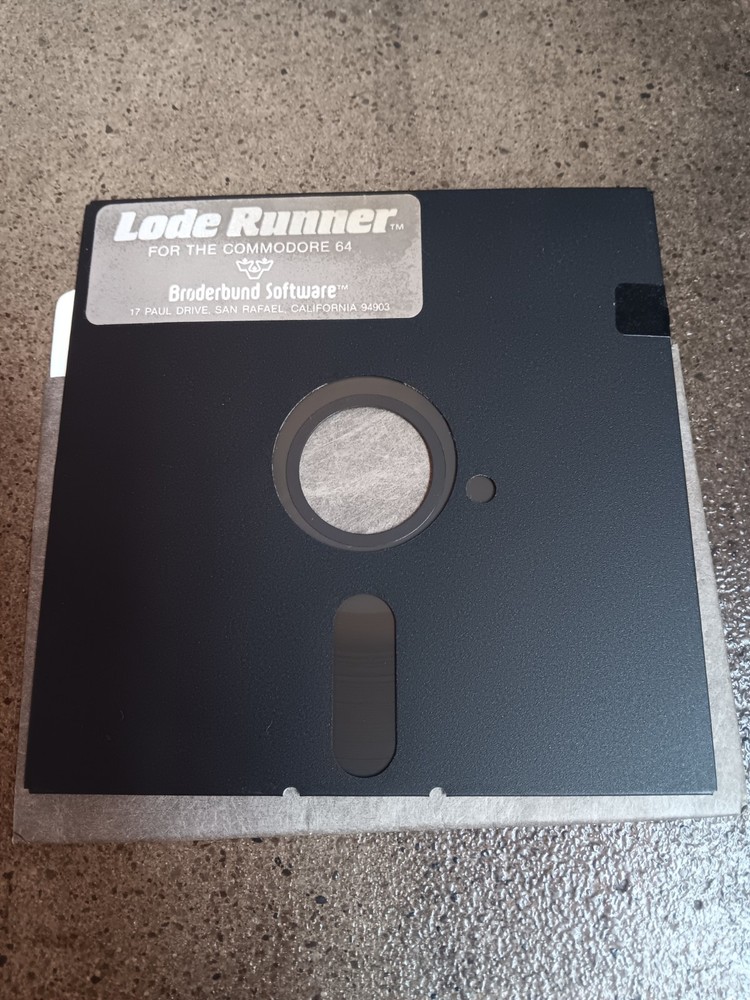 Lode Runner™
FOR THE COMMODORE 64
Brøderbund Software™
17 PAUL DRIVE, SAN RAFAEL, CALIFORNIA 94903